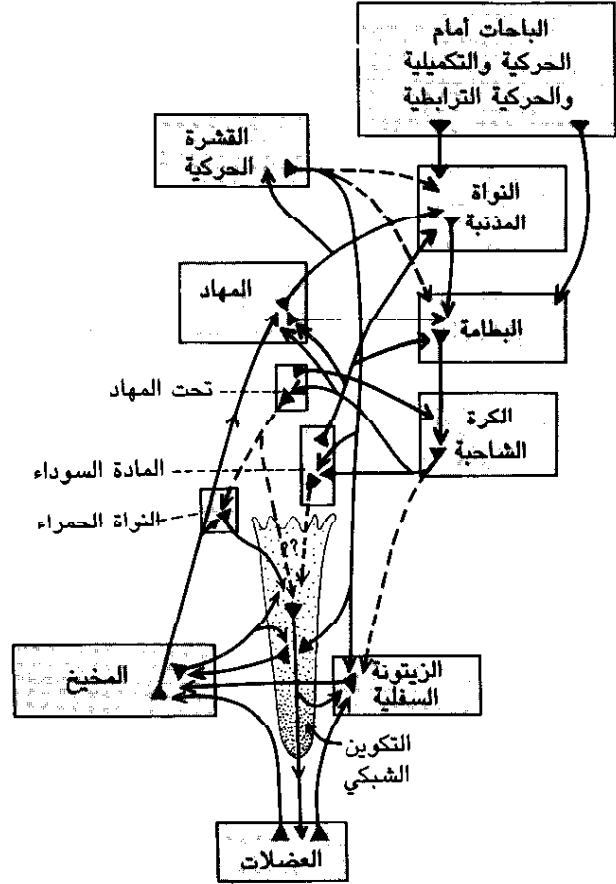 الباحات أمام
الحركية والتكميلية
والحركية الترابطية
القشرة
الحركية
النواة
المذنبة
المهاد
البطامة
تحت المهاد
الكرة
الشاحبة
المادة السوداء
النواة الحمراء
؟؟
المخيخ
الزيتونة
السفلية
التكوين
الشبكي
العضلات